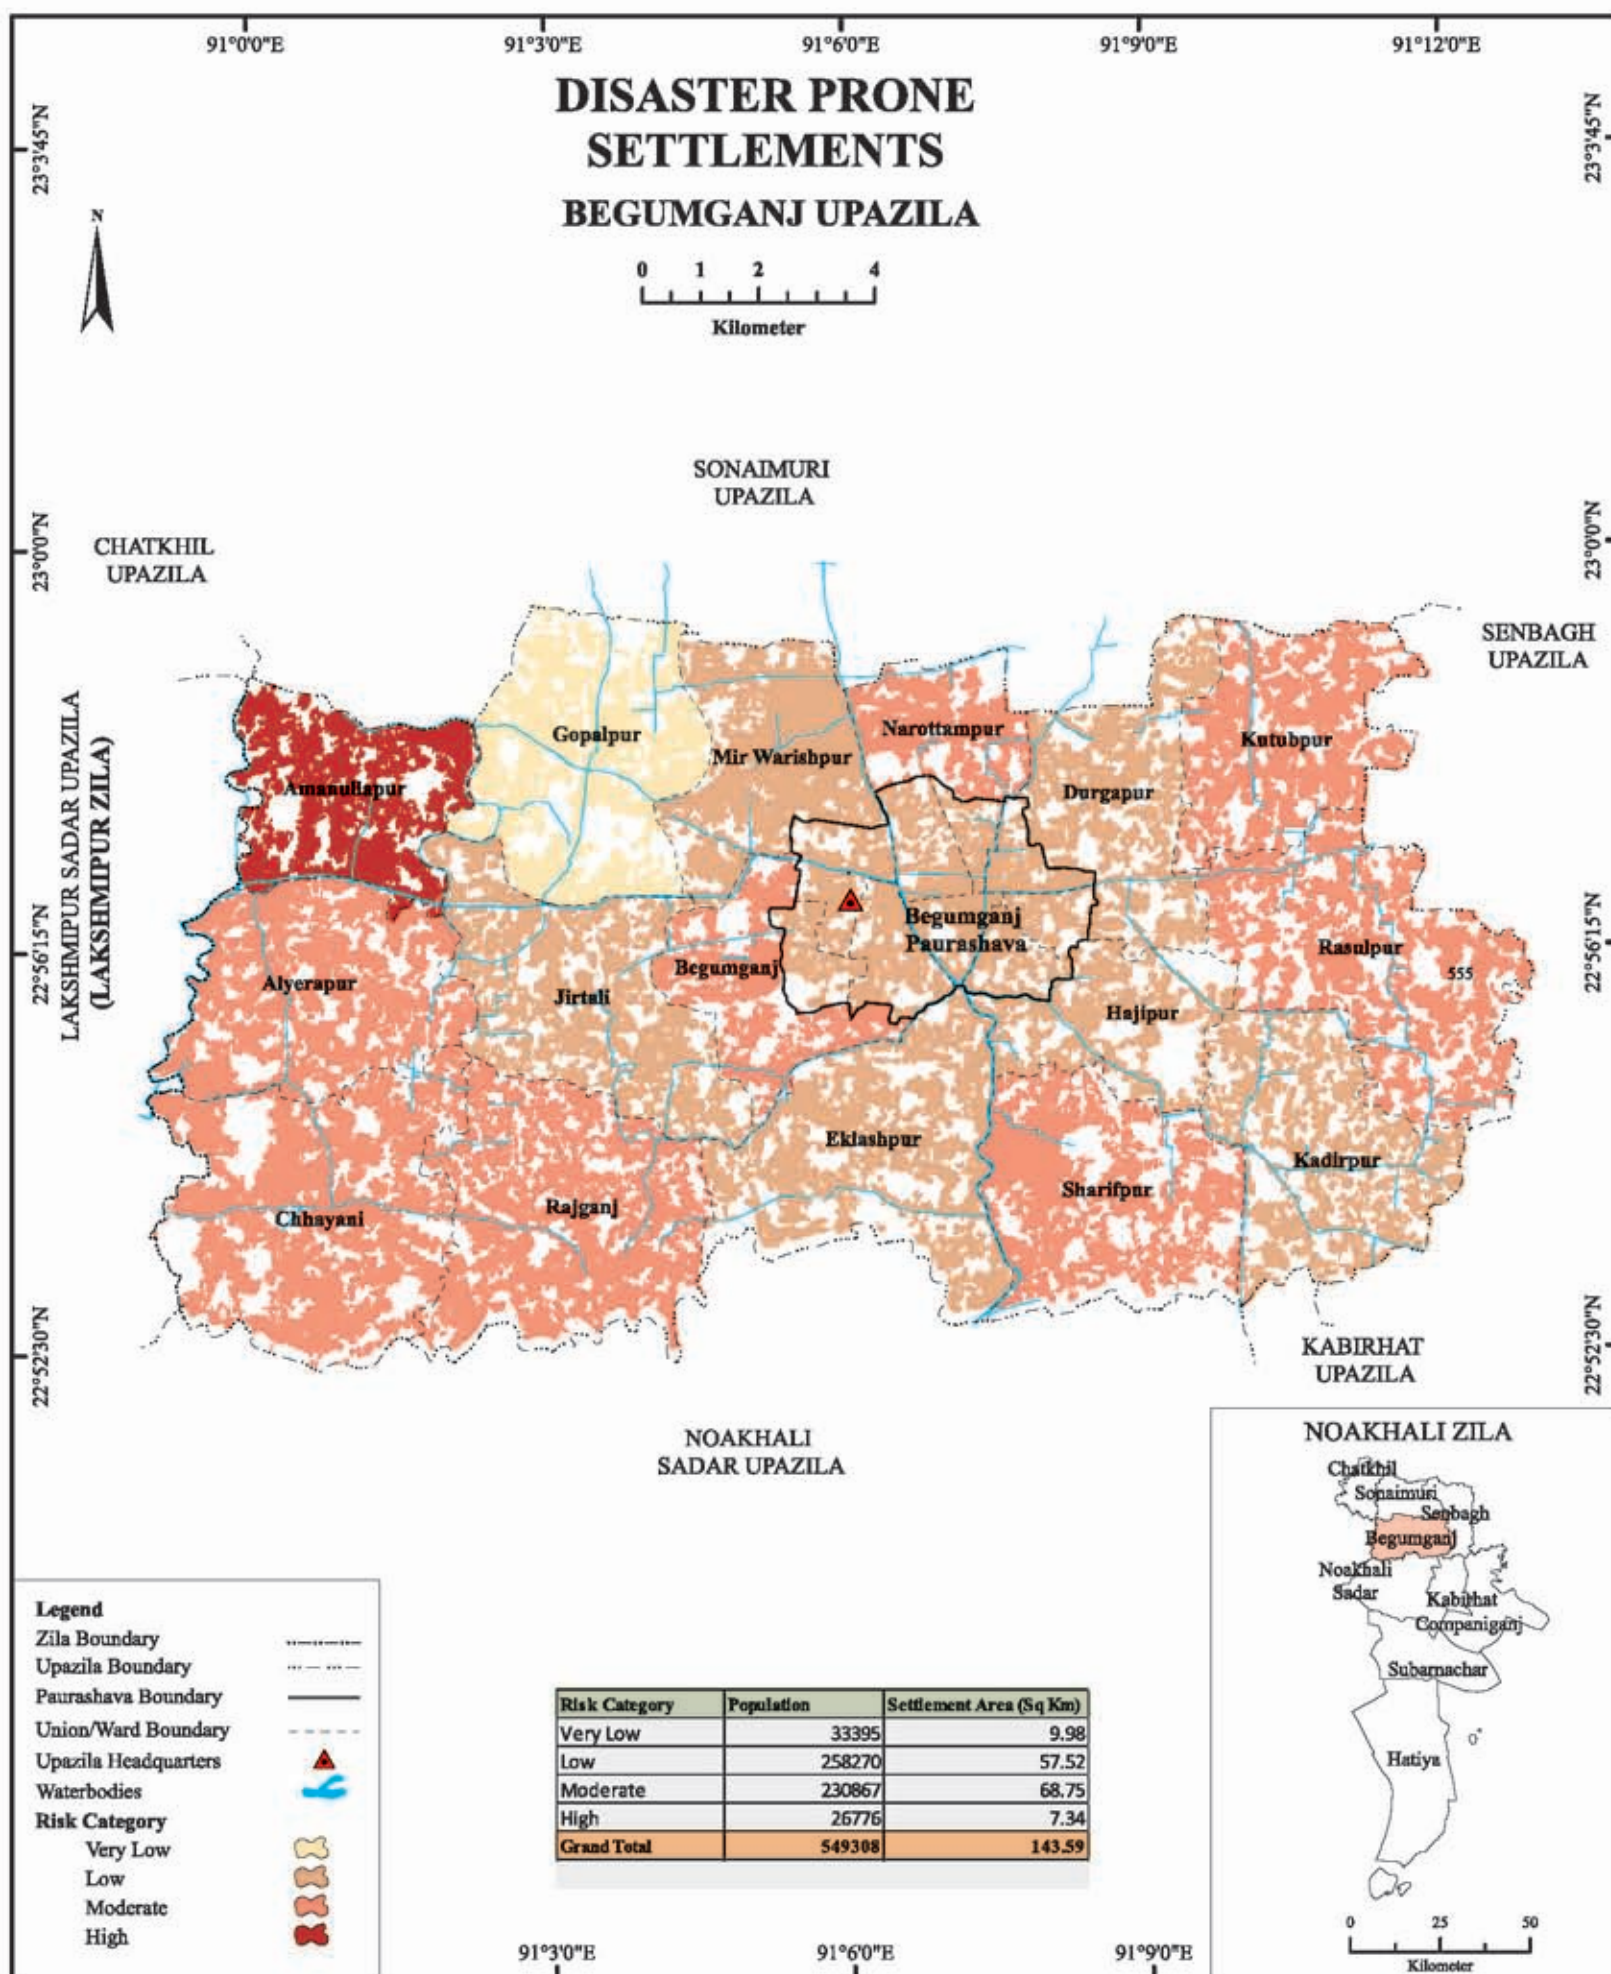 91°0'0"E 91°3'0"E 91°6'0"E 91°9'0"E 91°12'0"E
DISASTER PRONE
SETTLEMENTS
BEGUMGANJ UPAZILA
23°3'45"N
23°3'45"N
N
0 1 2 4
Kilometer
SONAIMURI
UPAZILA
23°0'0"N
23°0'0"N
CHATKHIL
UPAZILA
SENBAGH
UPAZILA
LAKSHMIPUR SADAR UPAZILA
(LAKSHMIPUR ZILA)
Gopalpur
Narottampur
Kutubpur
Mir Warishpur
Amanullapur
Durgapur
Begumganj
Paurashava
Rasulpur
555
22°56'15"N
22°56'15"N
Begumganj
Alyerapur
Jirtali
Hajipur
Eklashpur
Kadirpur
Sharifpur
Rajganj
Chhayani
22°52'30"N
22°52'30"N
KABIRHAT
UPAZILA
NOAKHALI
SADAR UPAZILA
NOAKHALI ZILA
Chatkhil
Sonaimuri
Senbagh
Begumganj
Noakhali
Sadar
Kabirhat
Companiganj
Subarnachar
Hatiya
0 25 50
Kilometer
Legend
Zila Boundary
Upazila Boundary
Paurashava Boundary
Union/Ward Boundary
Upazila Headquarters
Waterbodies
Risk Category
Very Low
Low
Moderate
High
Risk Category Population Settlement Area (Sq Km)
Very Low 33395 9.98
Low 258270 57.52
Moderate 230867 68.75
High 26776 7.34
Grand Total 549308 143.59
91°3'0"E 91°6'0"E 91°9'0"E